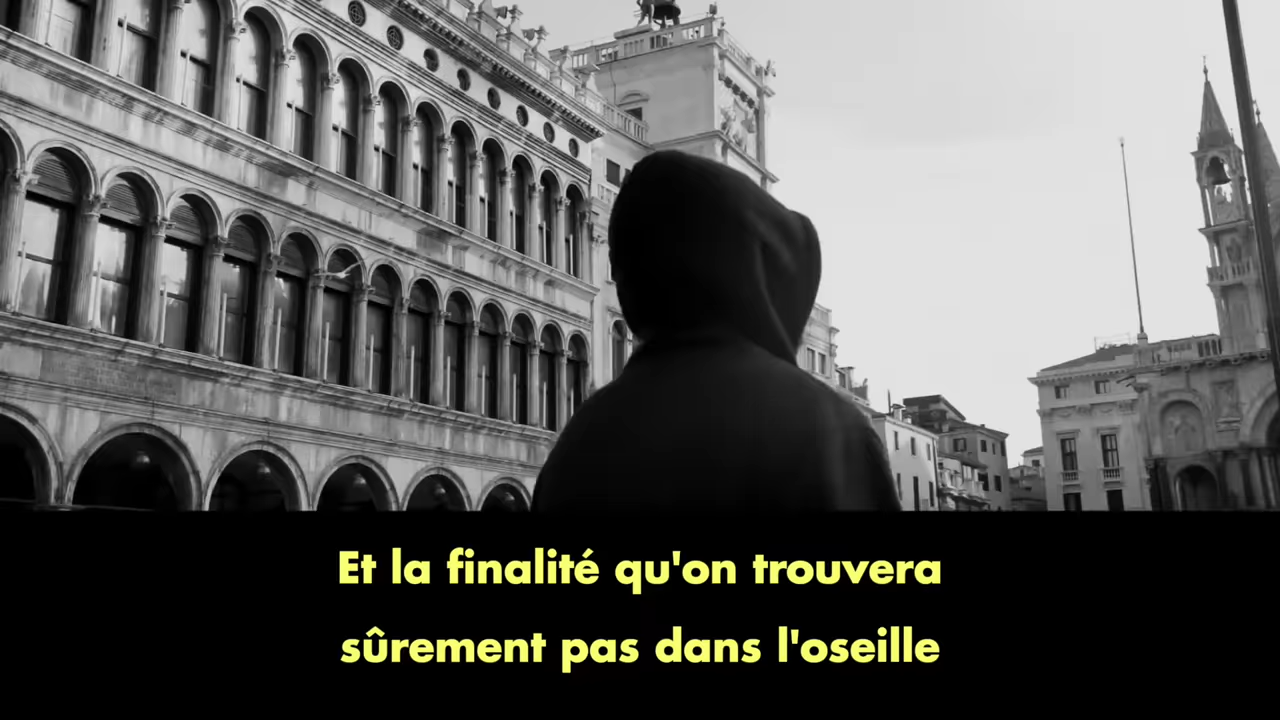 Et la finalité qu'on trouvera
sûrement pas dans l'oseille